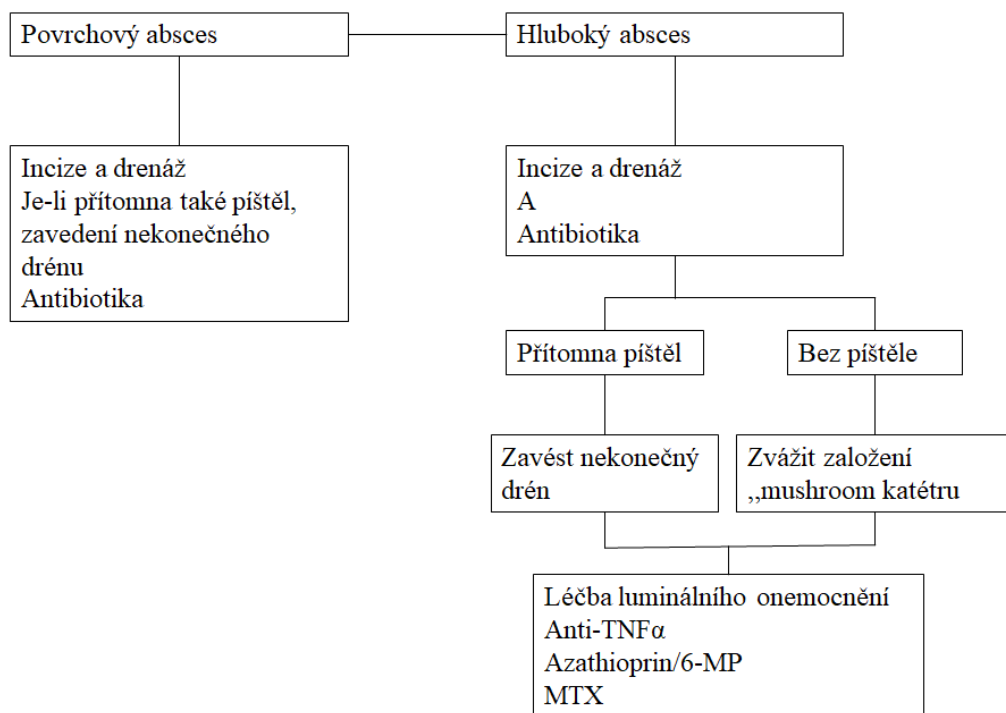 Povrchový absces
Hluboký absces
Incize a drenáž
Je-li přítomna také píštěl,
zavedení nekonečného
drénu
Antibiotika
Incize a drenáž
A
Antibiotika
Přítomna píštěl
Bez píštěle
Zavést nekonečný
drén
Zvážit založení
,,mushroom katétru
Léčba luminálního onemocnění
Anti-TNFα
Azathioprin/6-MP
MTX